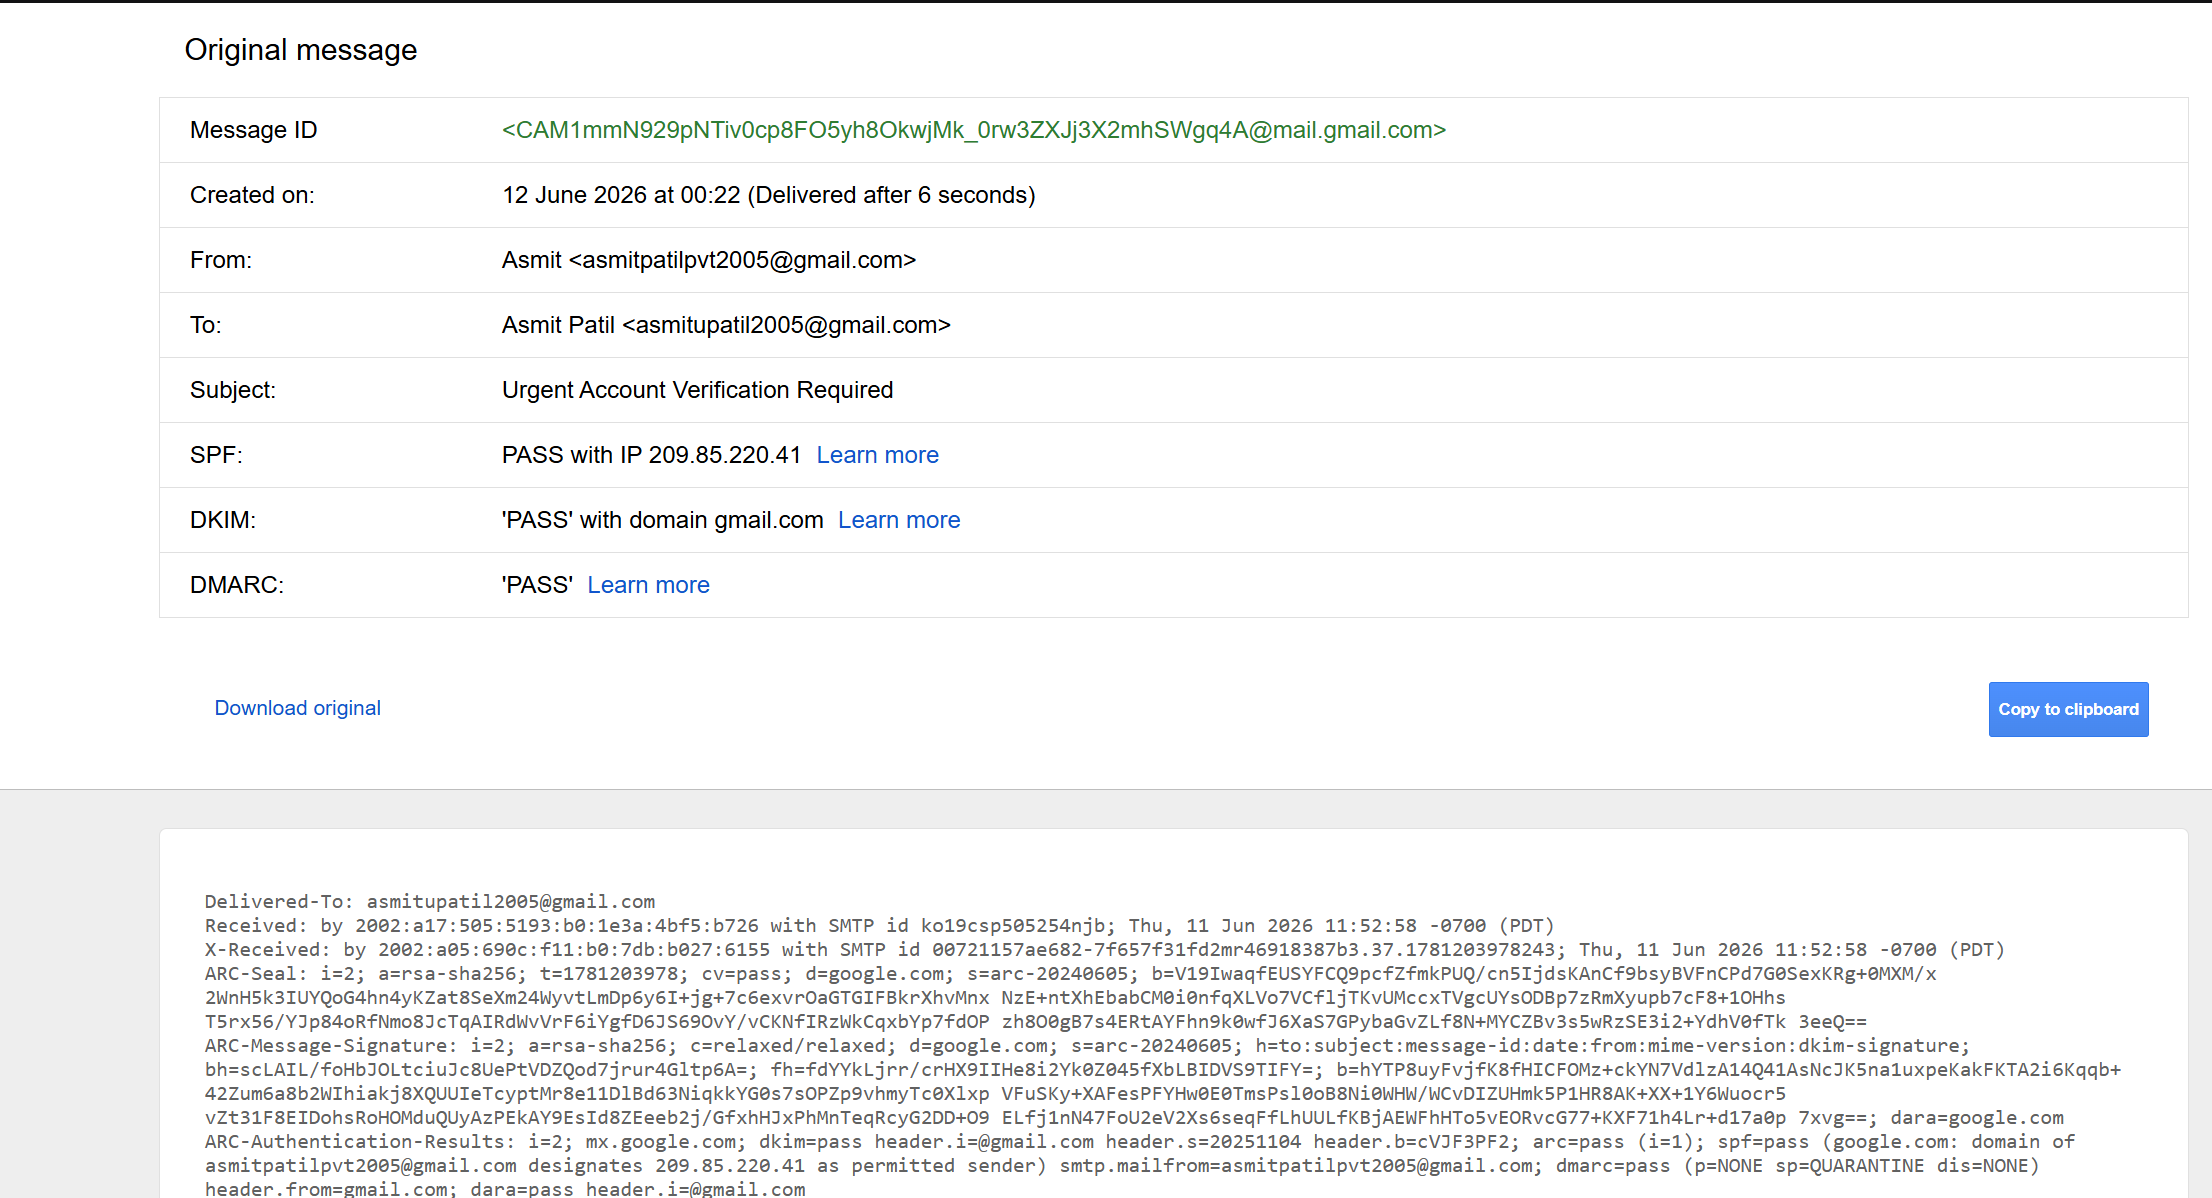 Original message
Message ID <CAM1mmN929pNTiv0cp8FO5yh8OkwjMk_0rw3ZXJj3X2mhSWgq4A@mail.gmail.com>
Created on: 12 June 2026 at 00:22 (Delivered after 6 seconds)
From: Asmit <asmitpatilpvt2005@gmail.com>
To: Asmit Patil <asmitupatil2005@gmail.com>
Subject: Urgent Account Verification Required
SPF: PASS with IP 209.85.220.41 Learn more
DKIM: 'PASS' with domain gmail.com Learn more
DMARC: 'PASS' Learn more
Download original
Copy to clipboard
Delivered-To: asmitupatil2005@gmail.com
Received: by 2002:a17:505:5193:b0:1e3a:4bf5:b726 with SMTP id ko19csp505254njb; Thu, 11 Jun 2026 11:52:58 -0700 (PDT)
X-Received: by 2002:a05:690c:f11:b0:7db:b027:6155 with SMTP id 00721157ae682-7f657f31fd2mr46918387b3.37.1781203978243; Thu, 11 Jun 2026 11:52:58 -0700 (PDT)
ARC-Seal: i=2; a=rsa-sha256; t=1781203978; cv=pass; d=google.com; s=arc-20240605; b=V19IwaqfEUSYFCQ9pcfZfmkPUQ/cn5IjdsKAnCf9bsyBVFnCPd7G0SexKRg+0MXM/x
2WnH5k3IUYQoG4hn4yKZat8SeXm24WyvtLmDp6y6I+jg+7c6exvrOaGTGIFBkrXhvMnx NzE+ntXhEbabCM0i0nfqXLVo7VCfljTKvUMccxTVgcUYsODBp7zRmXyupb7cF8+1OHhs
T5rx56/YJp84oRfNmo8JcTqAIRdWvVrF6iYgfD6JS69OvY/vCKNfIRzWkCqxbYp7fdOP zh8O0gB7s4ERtAYFhn9k0wfJ6XaS7GPybaGvZLf8N+MYCZBv3s5wRzSE3i2+YdhV0fTk 3eeQ==
ARC-Message-Signature: i=2; a=rsa-sha256; c=relaxed/relaxed; d=google.com; s=arc-20240605; h=to:subject:message-id:date:from:mime-version:dkim-signature;
bh=scLAIL/foHbJOLtciuJc8UePtVDZQod7jrur4Gltp6A=; fh=fdYYkLjrr/crHX9IIHe8i2Yk0Z045fXbLBIDVS9TIFY=; b=hYTP8uyFvjfK8fHICFOMz+ckYN7VdlzA14Q41AsNcJK5na1uxpeKakFKTA2i6Kqqb+
42Zum6a8b2WIhiakj8XQUUIeTcyptMr8e11DlBd63NiqkkYG0s7sOPZp9vhmyTc0Xlxp VFuSKy+XAFesPFYHw0E0TmsPsl0oB8Ni0WHW/WCvDIZUHmk5P1HR8AK+XX+1Y6Wuocr5
vZt31F8EIDohsRoHOMduQUyAzPEkAY9EsId8ZEeeb2j/GfxhHJxPhMnTeqRcyG2DD+O9 ELfj1nN47FoU2eV2Xs6seqFfLhUULfKBjAEWFhHTo5vEORvcG77+KXF71h4Lr+d17a0p 7xvg==; dara=google.com
ARC-Authentication-Results: i=2; mx.google.com; dkim=pass header.i=@gmail.com header.s=20251104 header.b=cVJF3PF2; arc=pass (i=1); spf=pass (google.com: domain of
asmitpatilpvt2005@gmail.com designates 209.85.220.41 as permitted sender) smtp.mailfrom=asmitpatilpvt2005@gmail.com; dmarc=pass (p=NONE sp=QUARANTINE dis=NONE)
header.from=gmail.com; dara=pass header.i=@gmail.com